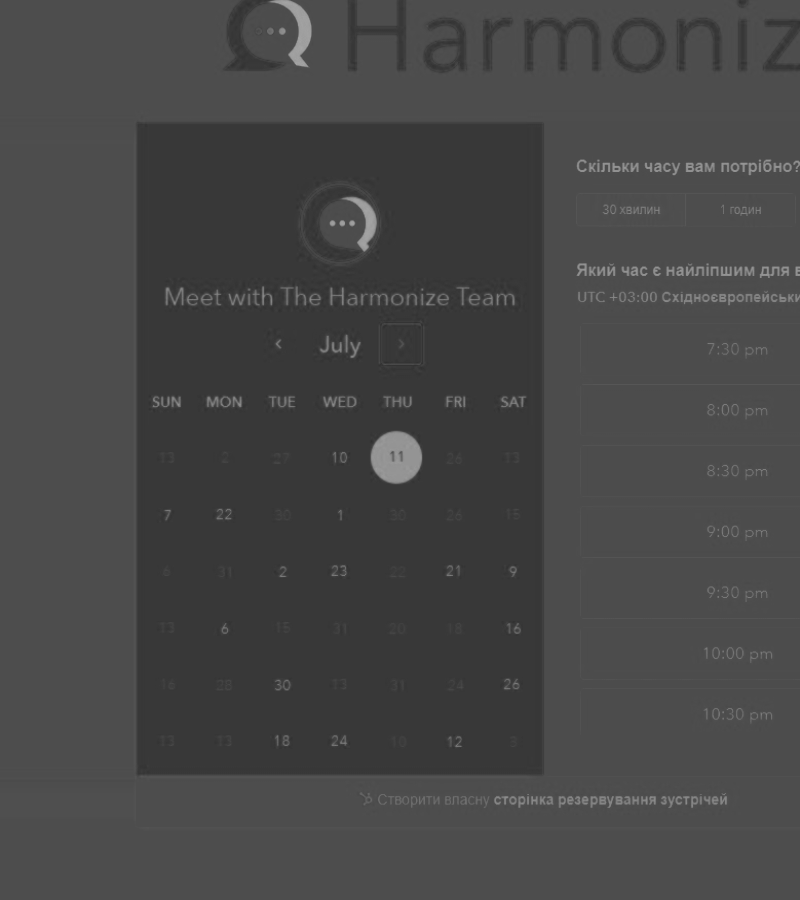 Harmoniz
Meet with The Harmonize Team
July
SUN MON TUE WED THU FRI SAT
13 2 27 10 11 26 13
7 22 30 1 30 26 15
6 31 2 23 22 21 9
13 6 15 31 20 18 16
16 28 30 13 31 24 26
13 13 18 24 10 12 8
Скільки часу вам потрібно?
30 хвилин 1 годин
Який час є найліпшим для
UTC +03:00
7:30 pm
8:00 pm
8:30 pm
9:00 pm
9:30 pm
10:00 pm
10:30 pm
Створити власну сторінка резервування зустрічей